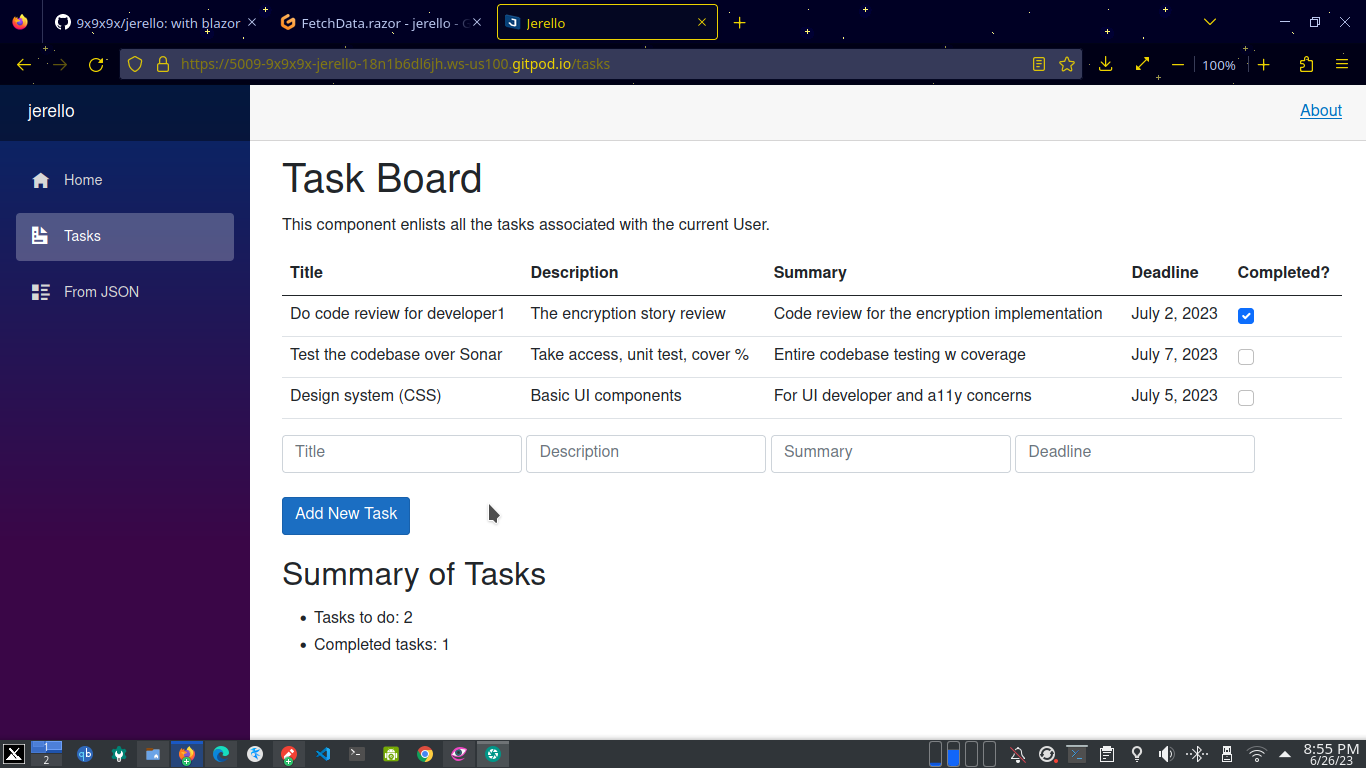 9x9x9x/jerello: with blazor
FetchData.razor - jerello -
Jerello
https://5009-9x9x9x-jerello-18n1b6dl6jh.ws-us100.gitpod.io/tasks
100%
jerello
About
Home
Tasks
From JSON
Task Board
This component enlists all the tasks associated with the current User.
Title Description Summary Deadline Completed?
Do code review for developer1 The encryption story review Code review for the encryption implementation July 2, 2023
Test the codebase over Sonar Take access, unit test, cover % Entire codebase testing w coverage July 7, 2023
Design system (CSS) Basic UI components For UI developer and a11y concerns July 5, 2023
Title Description Summary Deadline
Add New Task
Summary of Tasks
Tasks to do: 2
Completed tasks: 1
1
2
qb
8:55 PM
6/26/23